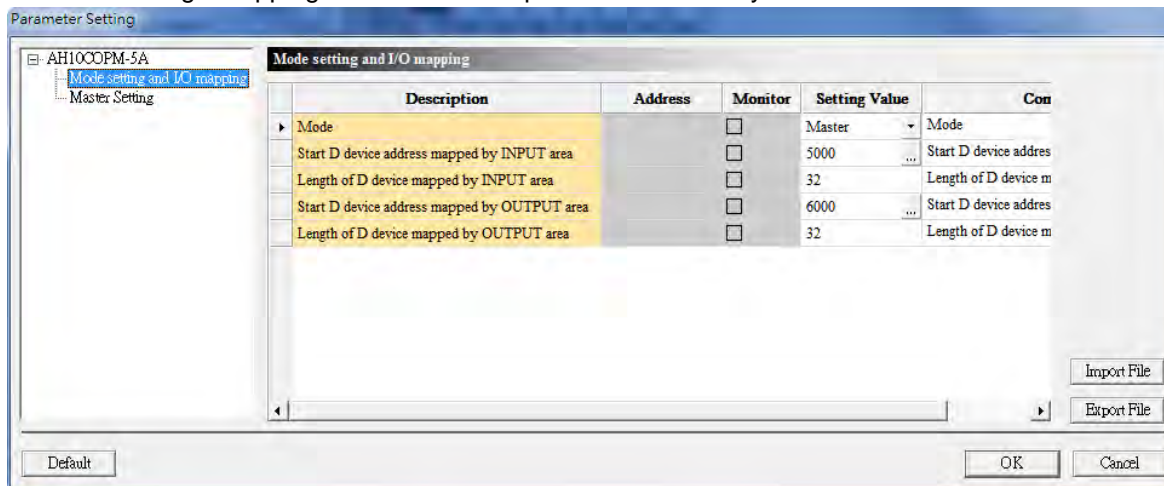 Parameter Setting
AH10COPM-5A
Mode setting and I/O mapping
Master Setting
Mode setting and I/O mapping
Description Address Monitor Setting Value Con
Mode Master Mode
Start D device address mapped by INPUT area 5000 ... Start D device addres
Length of D device mapped by INPUT area 32 Length of D device m
Start D device address mapped by OUTPUT area 6000 ... Start D device addres
Length of D device mapped by OUTPUT area 32 Length of D device m
Import File
Export File
Default OK Cancel